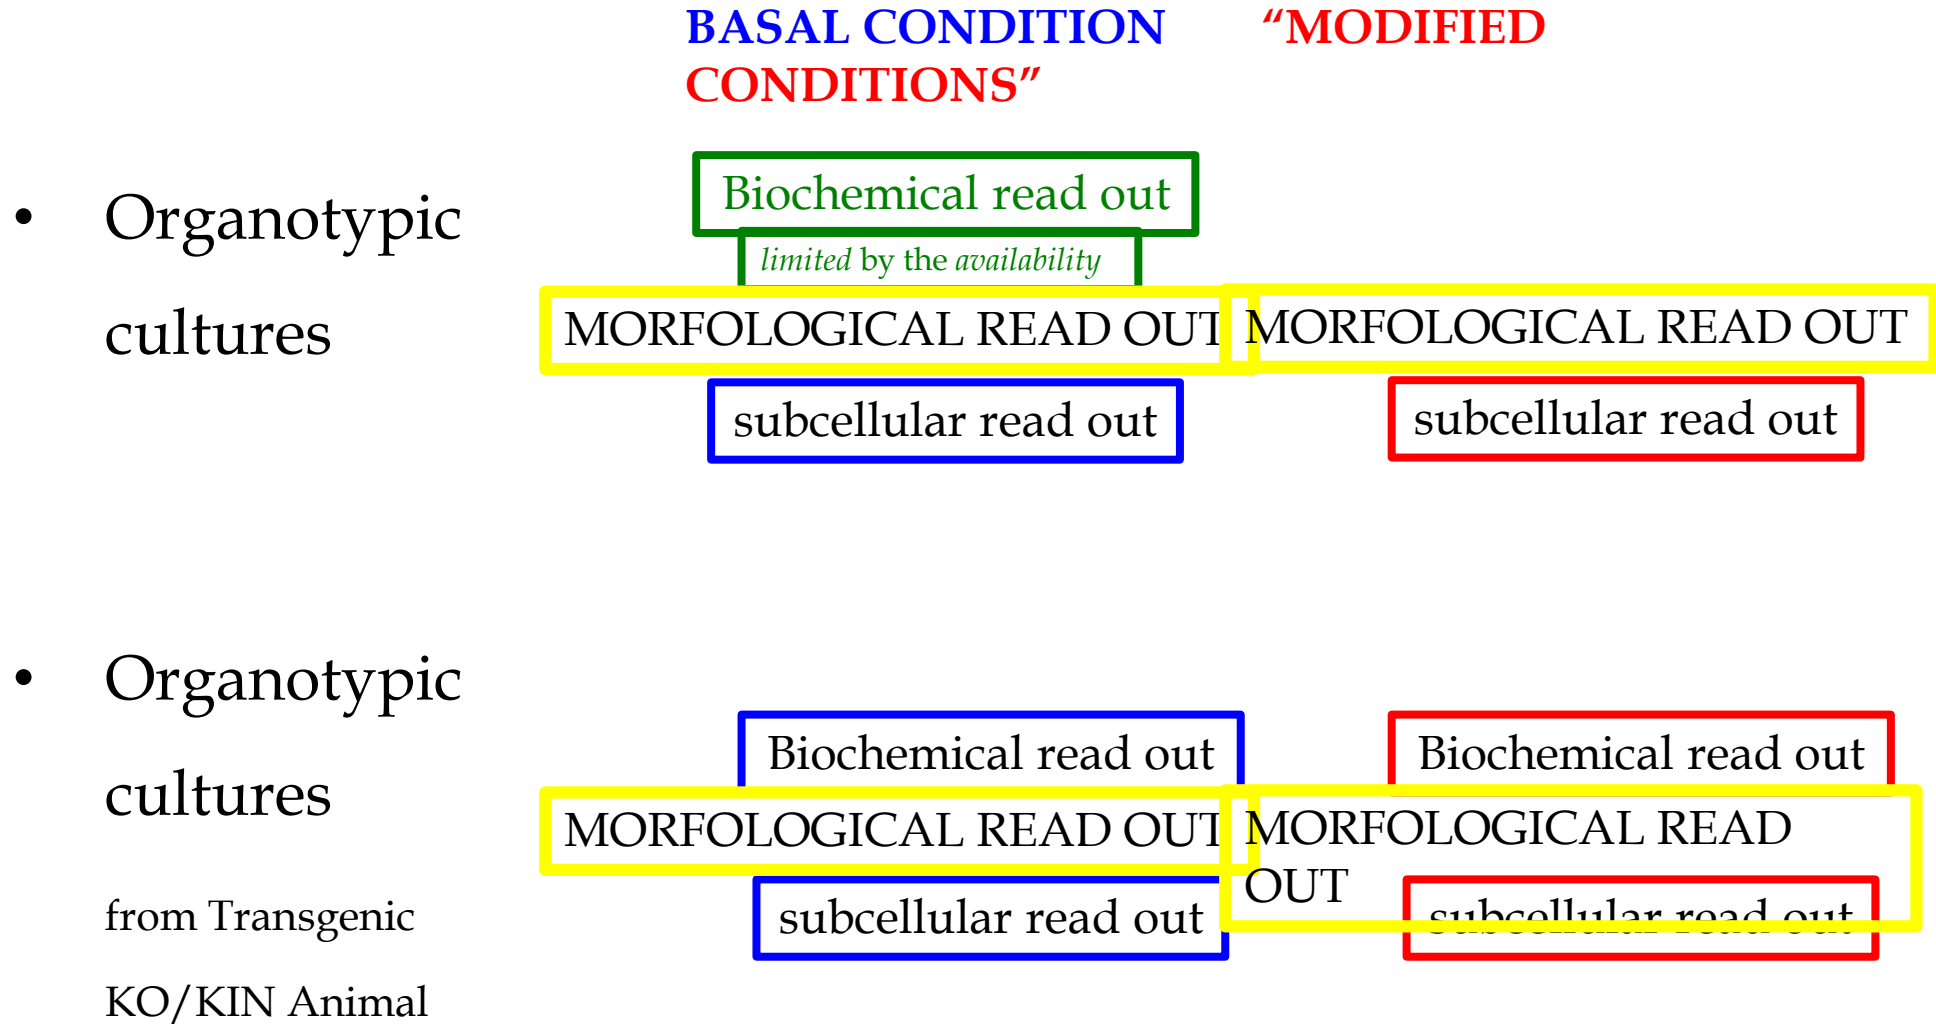 BASAL CONDITION “MODIFIED
CONDITIONS”
• Organotypic
cultures
Biochemical read out
limited by the availability
MORFOLOGICAL READ OUT
MORFOLOGICAL READ OUT
subcellular read out
subcellular read out
• Organotypic
cultures
from Transgenic
KO/KIN Animal
Biochemical read out
Biochemical read out
MORFOLOGICAL READ OUT
MORFOLOGICAL READ
OUT
subcellular read out
subcellular read out